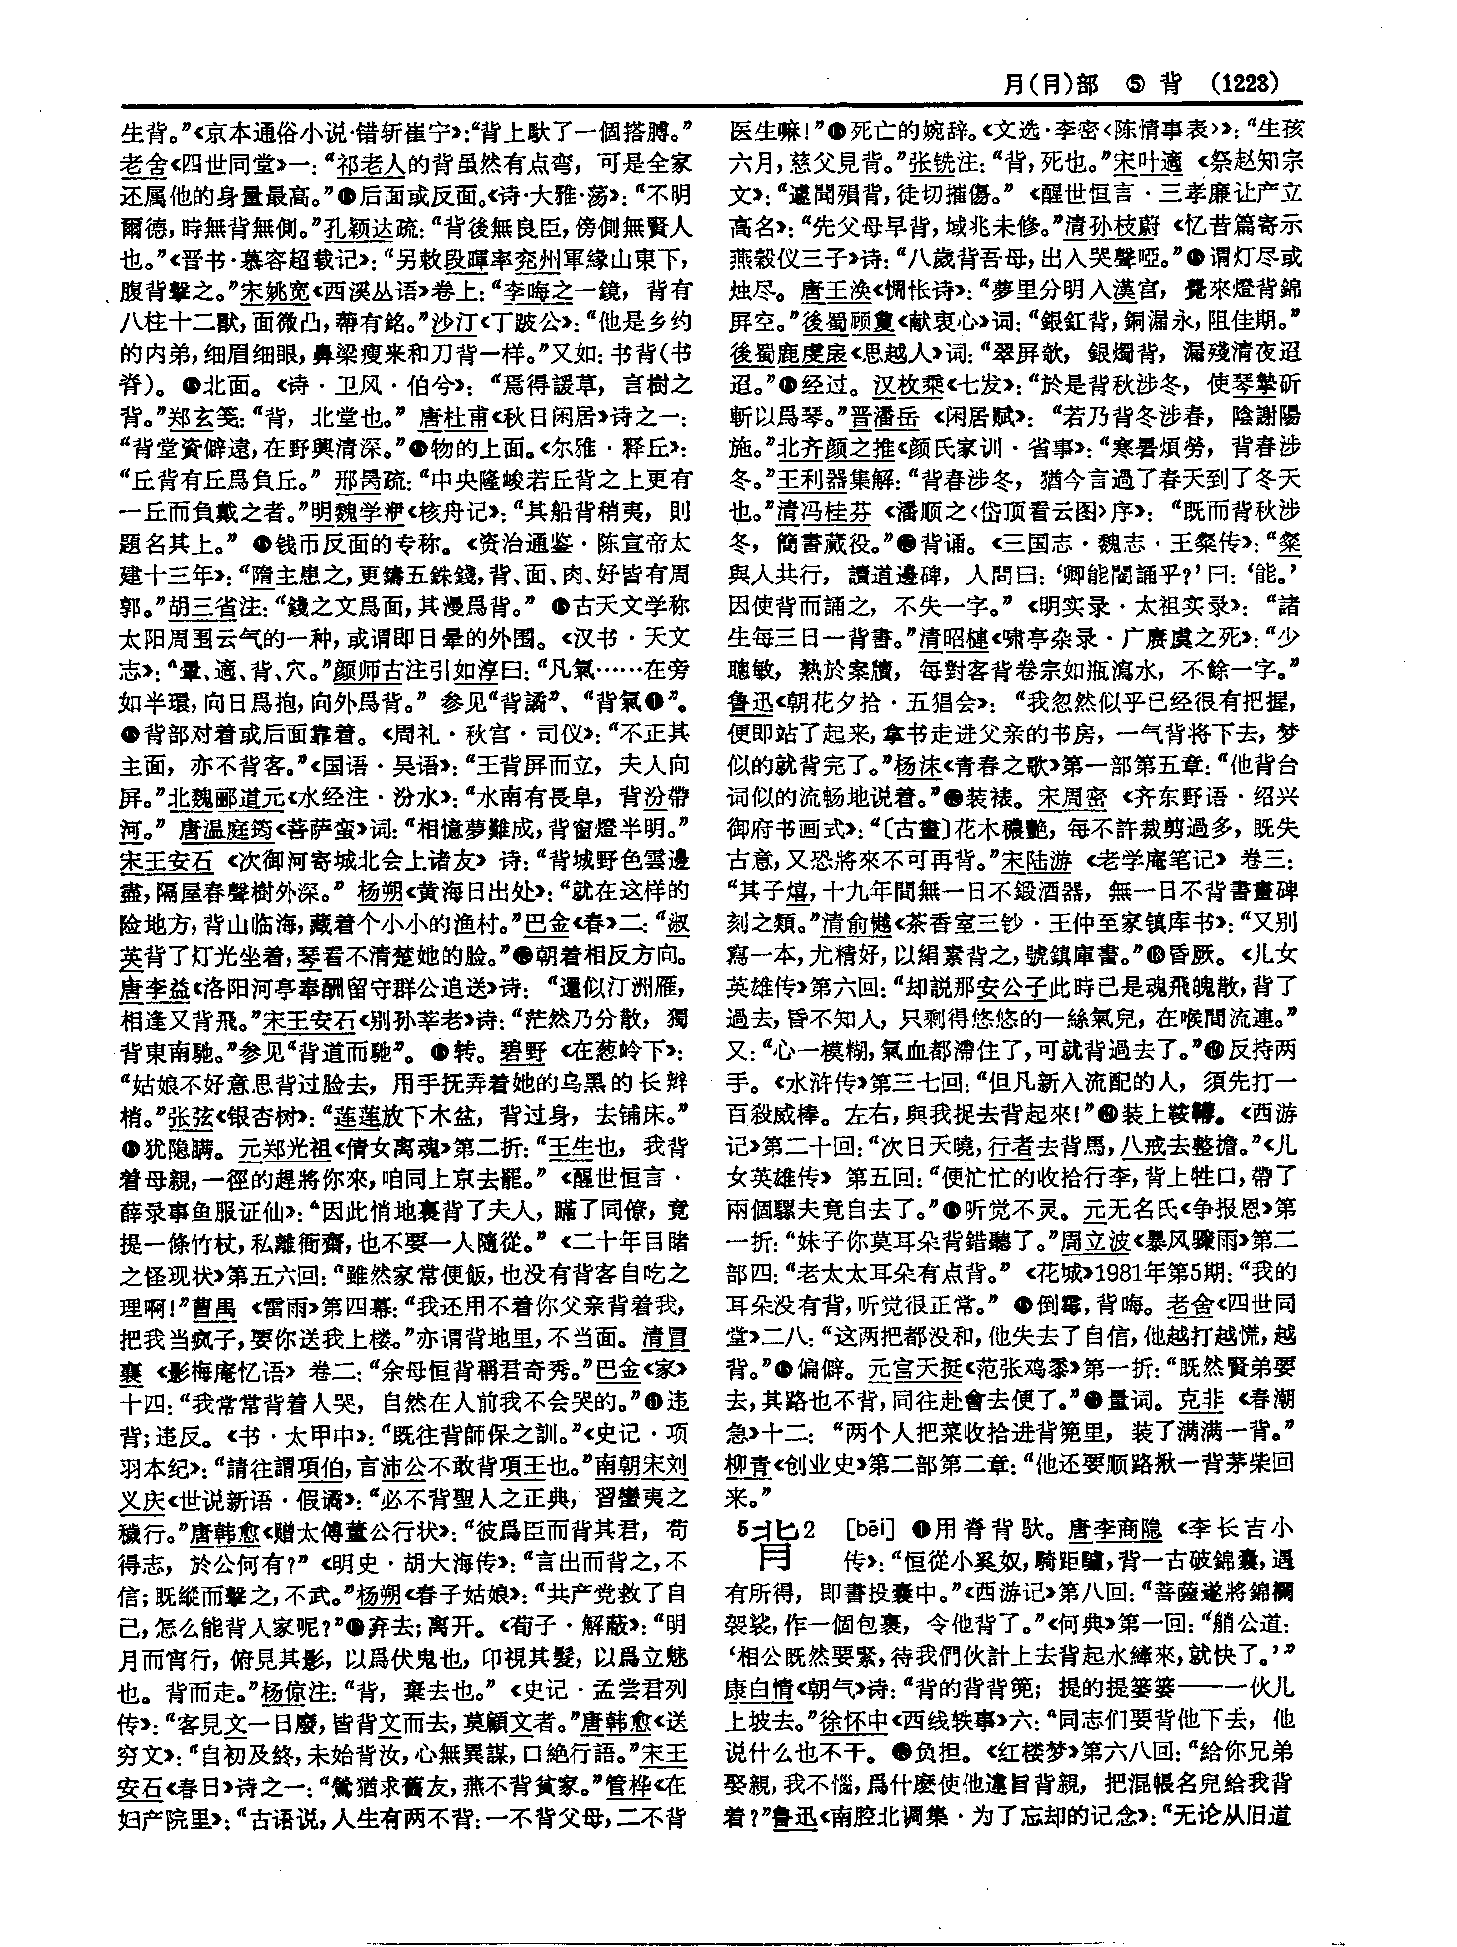 月(⺼)部 ⑤ 背 (1223)
生背。”《京本通俗小说·错斩崔宁》:“背上馱了一個搭膊。”
老舍《四世同堂》一:“祁老人的背虽然有点弯，可是全家
还属他的身量最高。”后面或反面。《诗·大雅·荡》:“不明
爾德，時無背無側。”孔颖达疏:“背後無良臣，傍側無賢人
也。”《晋书·慕容超载记》:“另敕段暉率兖州軍緣山東下，
腹背擊之。”宋姚宽《西溪丛语》卷上:“李晦之一鏡，背有
八柱十二獸，面微凸，蔕有銘。”沙汀《丁跛公》:“他是乡约
的内弟，细眉细眼，鼻梁瘦来和刀背一样。”又如:书背(书
脊)。北面。《诗·卫风·伯兮》:“焉得諼草，言樹之
背。”郑玄笺:“背，北堂也。”唐杜甫《秋日闲居》诗之一:
“背堂資僻遠，在野興清深。”物的上面。《尔雅·释丘》:
“丘背有丘爲負丘。”邢昺疏:“中央隆峻若丘背之上更有
一丘而負戴之者。”明魏学洢《核舟记》:“其船背稍夷，則
題名其上。”钱币反面的专称。《资治通鉴·陈宣帝太
建十三年》:“隋主患之，更鑄五銖錢，背、面、肉、好皆有周
郭。”胡三省注:“錢之文爲面，其漫爲背。”古天文学称
太阳周围云气的一种，或谓即日晕的外围。《汉书·天文
志》:“暈、適、背、穴。”颜师古注引如淳曰:“凡氣……在旁
如半環，向日爲抱，向外爲背。”参见“背譎”、“背氣❶”。
背部对着或后面靠着。《周礼·秋官·司仪》:“不正其
主面，亦不背客。”《国语·吴语》:“王背屏而立，夫人向
屏。”北魏郦道元《水经注·汾水》:“水南有長阜，背汾帶
河。”唐温庭筠《菩萨蛮》词:“相憶夢難成，背窗燈半明。”
宋王安石《次御河寄城北会上诸友》诗:“背城野色雲邊
盡，隔屋春聲樹外深。”杨朔《黄海日出处》:“就在这样的
险地方，背山临海，藏着个小小的渔村。”巴金《春》二:“淑
英背了灯光坐着，琴看不清楚她的脸。”朝着相反方向。
唐李益《洛阳河亭奉酬留守群公追送》诗:“還似汀洲雁，
相逢又背飛。”宋王安石《别孙莘老》诗:“茫然乃分散，獨
背東南馳。”参见“背道而馳”。转。碧野《在葱岭下》:
“姑娘不好意思背过脸去，用手抚弄着她的乌黑的长辫
梢。”张弦《银杏树》:“莲莲放下木盆，背过身，去铺床。”
犹隐瞒。元郑光祖《倩女离魂》第二折:“王生也，我背
着母親，一徑的趕將你來，咱同上京去罷。”《醒世恒言·
薛录事鱼服证仙》:“因此悄地裏背了夫人，瞞了同僚，竟
提一條竹杖，私離衙齋，也不要一人隨從。”《二十年目睹
之怪现状》第五六回:“雖然家常便飯，也没有背客自吃之
理啊!”曹禺《雷雨》第四幕:“我还用不着你父亲背着我，
把我当疯子，要你送我上楼。”亦谓背地里，不当面。清冒
襄《影梅庵忆语》卷二:“余母恒背稱君奇秀。”巴金《家》
十四:“我常常背着人哭，自然在人前我不会哭的。”违
背;违反。《书·太甲中》:“既往背師保之訓。”《史记·项
羽本纪》:“請往謂項伯，言沛公不敢背項王也。”南朝宋刘
义庆《世说新语·假谲》:“必不背聖人之正典，習蠻夷之
穢行。”唐韩愈《赠太傅董公行状》:“彼爲臣而背其君，苟
得志，於公何有?”《明史·胡大海传》:“言出而背之，不
信;既縱而擊之，不武。”杨朔《春子姑娘》:“共产党救了自
己，怎么能背人家呢?”弃去;离开。《荀子·解蔽》:“明
月而宵行，俯見其影，以爲伏鬼也，卬視其髮，以爲立魅
也。背而走。”杨倞注:“背，棄去也。”《史记·孟尝君列
传》:“客見文一日廢，皆背文而去，莫顧文者。”唐韩愈《送
穷文》:“自初及終，未始背汝，心無異謀，口絶行語。”宋王
安石《春日》诗之一:“鶯猶求舊友，燕不背貧家。”管桦《在
妇产院里》:“古语说，人生有两不背:一不背父母，二不背
医生嘛!”死亡的婉辞。《文选·李密〈陈情事表〉》:“生孩
六月，慈父見背。”张铣注:“背，死也。”宋叶適《祭赵知宗
文》:“遽聞殞背，徒切摧傷。”《醒世恒言·三孝廉让产立
高名》:“先父母早背，域兆未修。”清孙枝蔚《忆昔篇寄示
燕穀仪三子》诗:“八歲背吾母，出入哭聲啞。”谓灯尽或
烛尽。唐王涣《惆怅诗》:“夢里分明入漢宫，覺來燈背錦
屏空。”後蜀顾夐《献衷心》词:“銀釭背，銅漏永，阻佳期。”
後蜀鹿虔扆《思越人》词:“翠屏欹，銀燭背，漏殘清夜迢
迢。”经过。汉枚乘《七发》:“於是背秋涉冬，使琴摯斫
斬以爲琴。”晋潘岳《闲居赋》:“若乃背冬涉春，陰謝陽
施。”北齐颜之推《颜氏家训·省事》:“寒暑煩勞，背春涉
冬。”王利器集解:“背春涉冬，猶今言過了春天到了冬天
也。”清冯桂芬《潘顺之〈岱顶看云图〉序》:“既而背秋涉
冬，簡書蕆役。”背诵。《三国志·魏志·王粲传》:“粲
與人共行，讀道邊碑，人問曰:‘卿能闇誦乎?’曰:‘能。’
因使背而誦之，不失一字。”《明实录·太祖实录》:“諸
生每三日一背書。”清昭槤《啸亭杂录·广赓虞之死》:“少
聰敏，熟於案牘，每對客背卷宗如瓶瀉水，不餘一字。”
鲁迅《朝花夕拾·五猖会》:“我忽然似乎已经很有把握，
便即站了起来，拿书走进父亲的书房，一气背将下去，梦
似的就背完了。”杨沫《青春之歌》第一部第五章:“他背台
词似的流畅地说着。”装裱。宋周密《齐东野语·绍兴
御府书画式》:“〔古畫〕花木穠艷，每不許裁剪過多，既失
古意，又恐將來不可再背。”宋陆游《老学庵笔记》卷三:
“其子熺，十九年間無一日不鍛酒器，無一日不背書畫碑
刻之類。”清俞樾《茶香室三钞·王仲至家镇库书》:“又别
寫一本，尤精好，以絹素背之，號鎮庫書。”昏厥。《儿女
英雄传》第六回:“却説那安公子此時已是魂飛魄散，背了
過去，昏不知人，只剩得悠悠的一絲氣兒，在喉間流連。”
又:“心一模糊，氣血都滯住了，可就背過去了。”反持两
手。《水浒传》第三七回:“但凡新入流配的人，須先打一
百殺威棒。左右，與我捉去背起來!”装上鞍韉。《西游
记》第二十回:“次日天曉，行者去背馬，八戒去整擔。”《儿
女英雄传》第五回:“便忙忙的收拾行李，背上牲口，帶了
兩個騾夫竟自去了。”听觉不灵。元无名氏《争报恩》第
一折:“妹子你莫耳朵背錯聽了。”周立波《暴风骤雨》第二
部四:“老太太耳朵有点背。”《花城》1981年第5期:“我的
耳朵没有背，听觉很正常。”倒霉，背晦。老舍《四世同
堂》二八:“这两把都没和，他失去了自信，他越打越慌，越
背。”偏僻。元宫天挺《范张鸡黍》第一折:“既然賢弟要
去，其路也不背，同往赴會去便了。”量词。克非《春潮
急》十二:“两个人把菜收拾进背篼里，装了满满一背。”
柳青《创业史》第二部第二章:“他还要顺路揪一背茅柴回
来。”
5背2 [bēi] ❶用脊背驮。唐李商隐《李长吉小
传》:“恒從小奚奴，騎距驢，背一古破錦囊，遇
有所得，即書投囊中。”《西游记》第八回:“菩薩遂將錦襴
袈裟，作一個包裹，令他背了。”《何典》第一回:“艄公道:
‘相公既然要緊，待我們伙計上去背起水縴來，就快了。’”
康白情《朝气》诗:“背的背背篼;提的提篓篓——一伙儿
上坡去。”徐怀中《西线轶事》六:“同志们要背他下去，他
说什么也不干。负担。《红楼梦》第六八回:“給你兄弟
娶親，我不惱，爲什麽使他違旨背親，把混帳名兒給我背
着?”鲁迅《南腔北调集·为了忘却的记念》:“无论从旧道